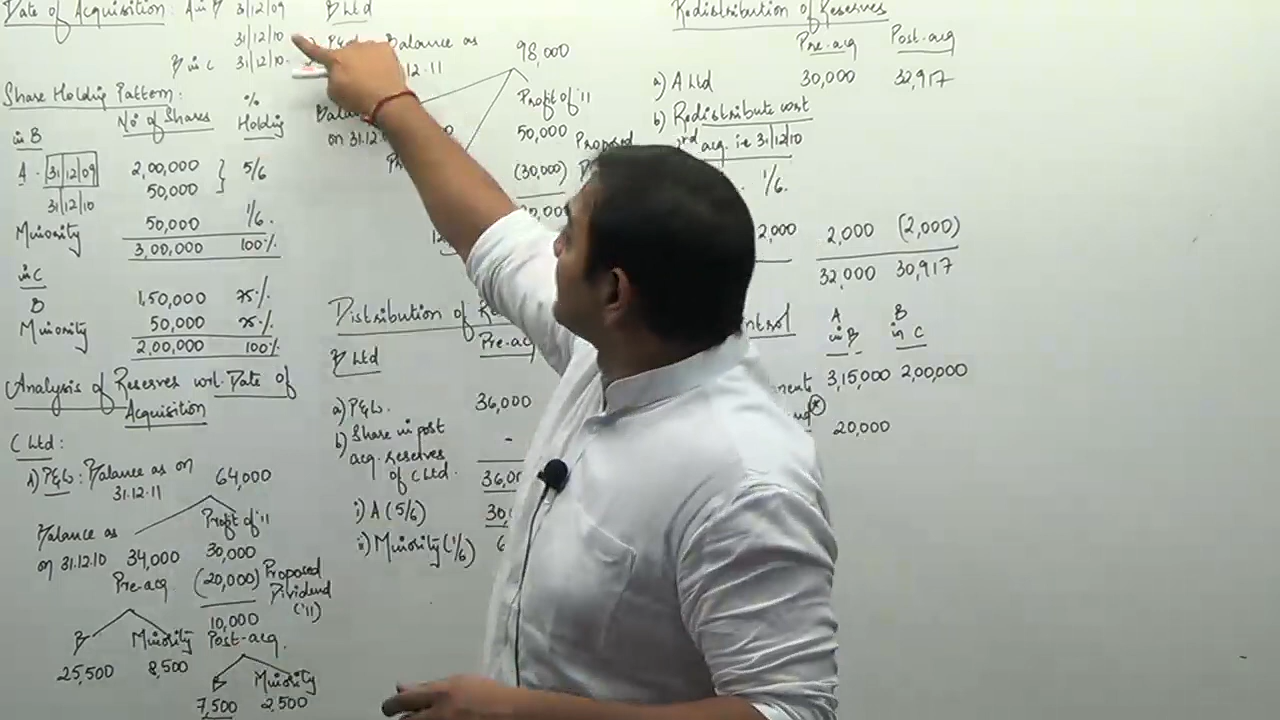 Date of Acquisition: A in B 31/12/09
31/12/10
B in C 31/12/10.
Share Holding Pattern:
No of Shares % Holding
in B
A - 31/12/09 2,00,000 5/6
31/12/10 50,000
Minority 50,000 1/6.
3,00,000 100%
in C
B 1,50,000 75%
Minority 50,000 25%
2,00,000 100%
Analysis of Reserves wrt. Date of
Acquisition
C Ltd:
A) P&L: Balance as on 64,000
31.12.11
Balance as Profit of '11
on 31.12.10 34,000 30,000
Pre-acq (20,000) Proposed
Dividend
('11)
10,000
B Minority Post-acq.
25,500 8,500
B Minority
7,500 2,500
B Ltd
Balance as 98,000
12.11
Profit of '11
on 31.12. 50,000 Proposed
(30,000)
Distribution of
Pre-acq
B Ltd
a) P&L. 36,000
b) Share in post -
acq. reserves
of C Ltd.
i) A (5/6)
ii) Minority (1/6)
Redistribution of Reserves
Pre-acq Post-acq.
a) A Ltd 30,000 32,917
b) Redistribution wrt
acq. ie 31/12/10
1/6.
2,000 2,000 (2,000)
32,000 30,917
A in B B in C
3,15,000 2,00,000
20,000